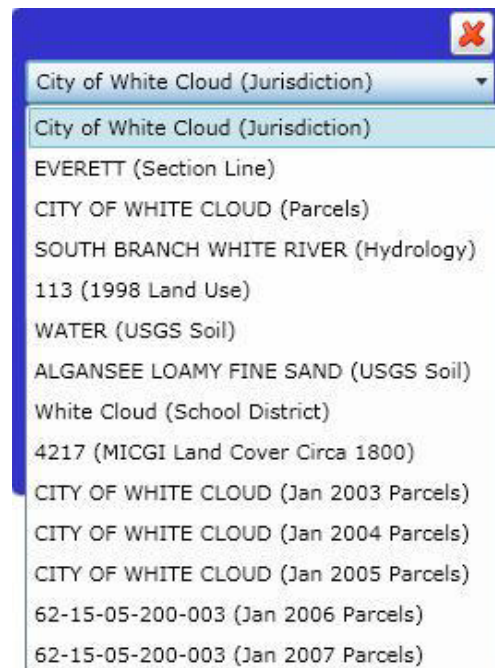 City of White Cloud (Jurisdiction)
City of White Cloud (Jurisdiction)
EVERETT (Section Line)
CITY OF WHITE CLOUD (Parcels)
SOUTH BRANCH WHITE RIVER (Hydrology)
113 (1998 Land Use)
WATER (USGS Soil)
ALGANSEE LOAMY FINE SAND (USGS Soil)
White Cloud (School District)
4217 (MICGI Land Cover Circa 1800)
CITY OF WHITE CLOUD (Jan 2003 Parcels)
CITY OF WHITE CLOUD (Jan 2004 Parcels)
CITY OF WHITE CLOUD (Jan 2005 Parcels)
62-15-05-200-003 (Jan 2006 Parcels)
62-15-05-200-003 (Jan 2007 Parcels)